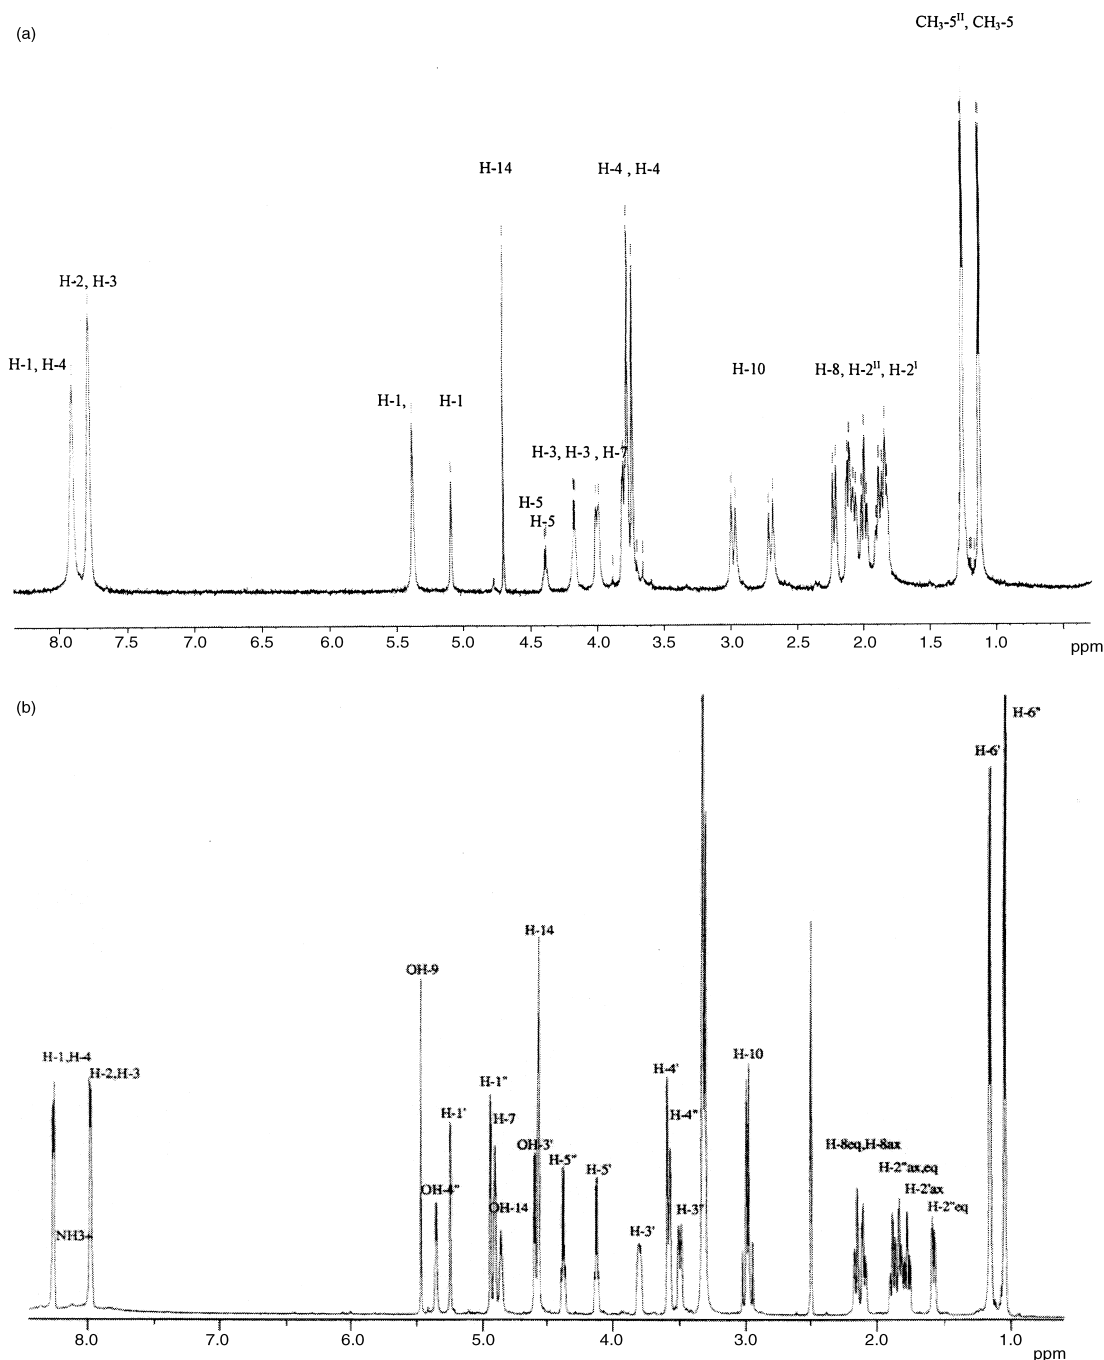 (a)
CH₃-5ᴵᴵ, CH₃-5
H-14
H-4 , H-4
H-2, H-3
H-1, H-4
H-10
H-8, H-2ᴵᴵ, H-2ᴵ
H-1,
H-1
H-3, H-3 , H-7
H-5
H-5
8.0 7.5 7.0 6.5 6.0 5.5 5.0 4.5 4.0 3.5 3.0 2.5 2.0 1.5 1.0
ppm
(b)
H-6"
H-6'
H-14
OH-9
H-1,H-4
H-2,H-3
H-10
H-4'
H-1"
H-1'
H-7
H-4"
OH-3'
H-8eq,H-8ax
H-5"
H-5'
H-2"ax,eq
OH-4"
H-2'ax
OH-14
H-2"eq
H-3"
NH3+
H-3'
8.0 7.0 6.0 5.0 4.0 3.0 2.0 1.0
ppm